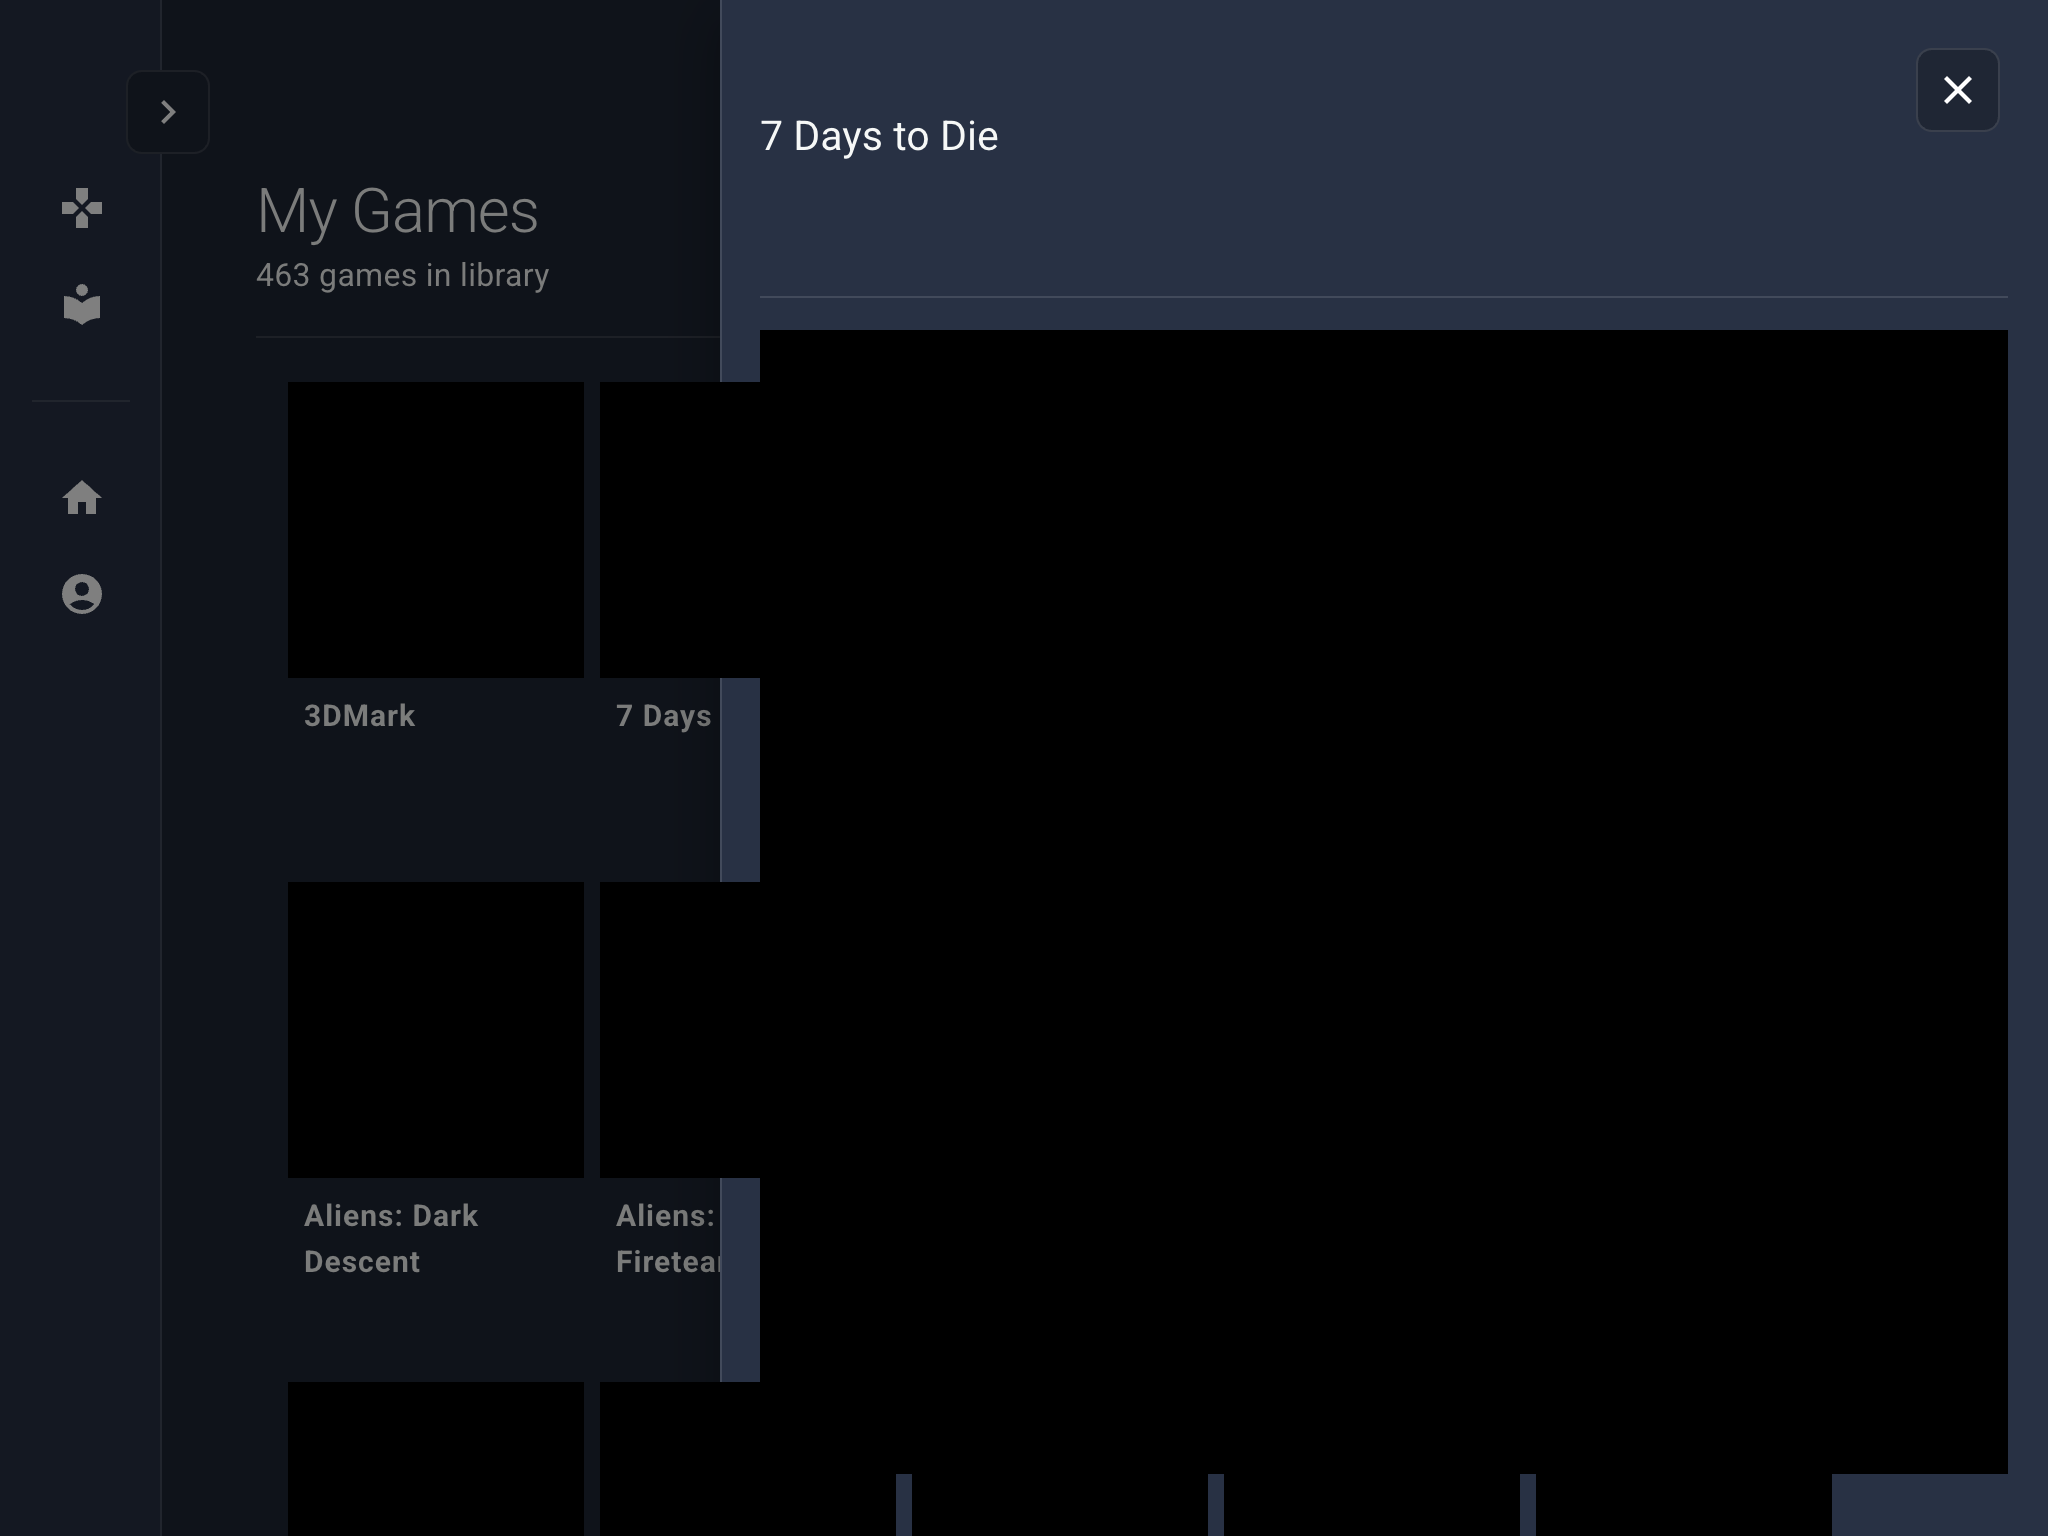 7 Days to Die
My Games
463 games in library
3DMark
7 Days
Aliens: Dark
Descent
Aliens: